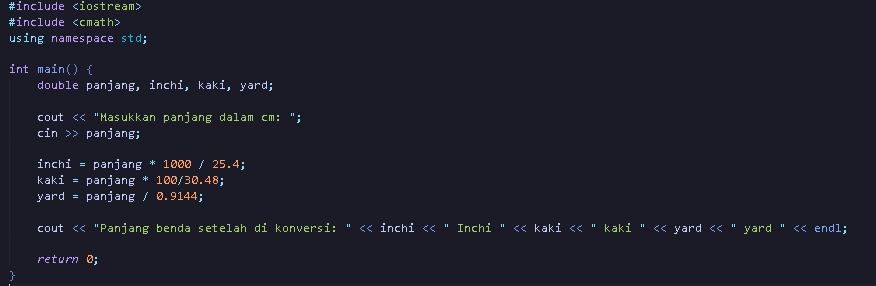 #include <iostream>
#include <cmath>
using namespace std;
int main() {
double panjang, inchi, kaki, yard;
cout << "Masukkan panjang dalam cm: ";
cin >> panjang;
inchi = panjang * 1000 / 25.4;
kaki = panjang * 100/30.48;
yard = panjang / 0.9144;
cout << "Panjang benda setelah di konversi: " << inchi << " Inchi " << kaki << " kaki " << yard << " yard " << endl;
return 0;
}